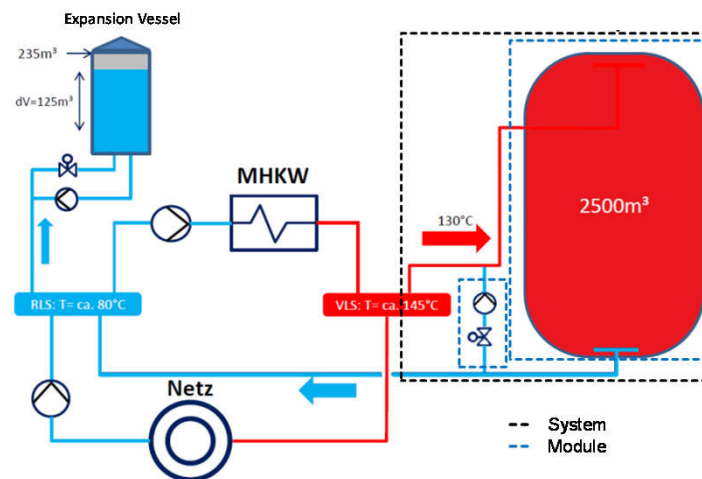 Expansion Vessel
235m³
dV=125m³
MHKW
130°C
2500m³
RLS: T= ca. 80°C
VLS: T= ca. 145°C
Netz
System
Module